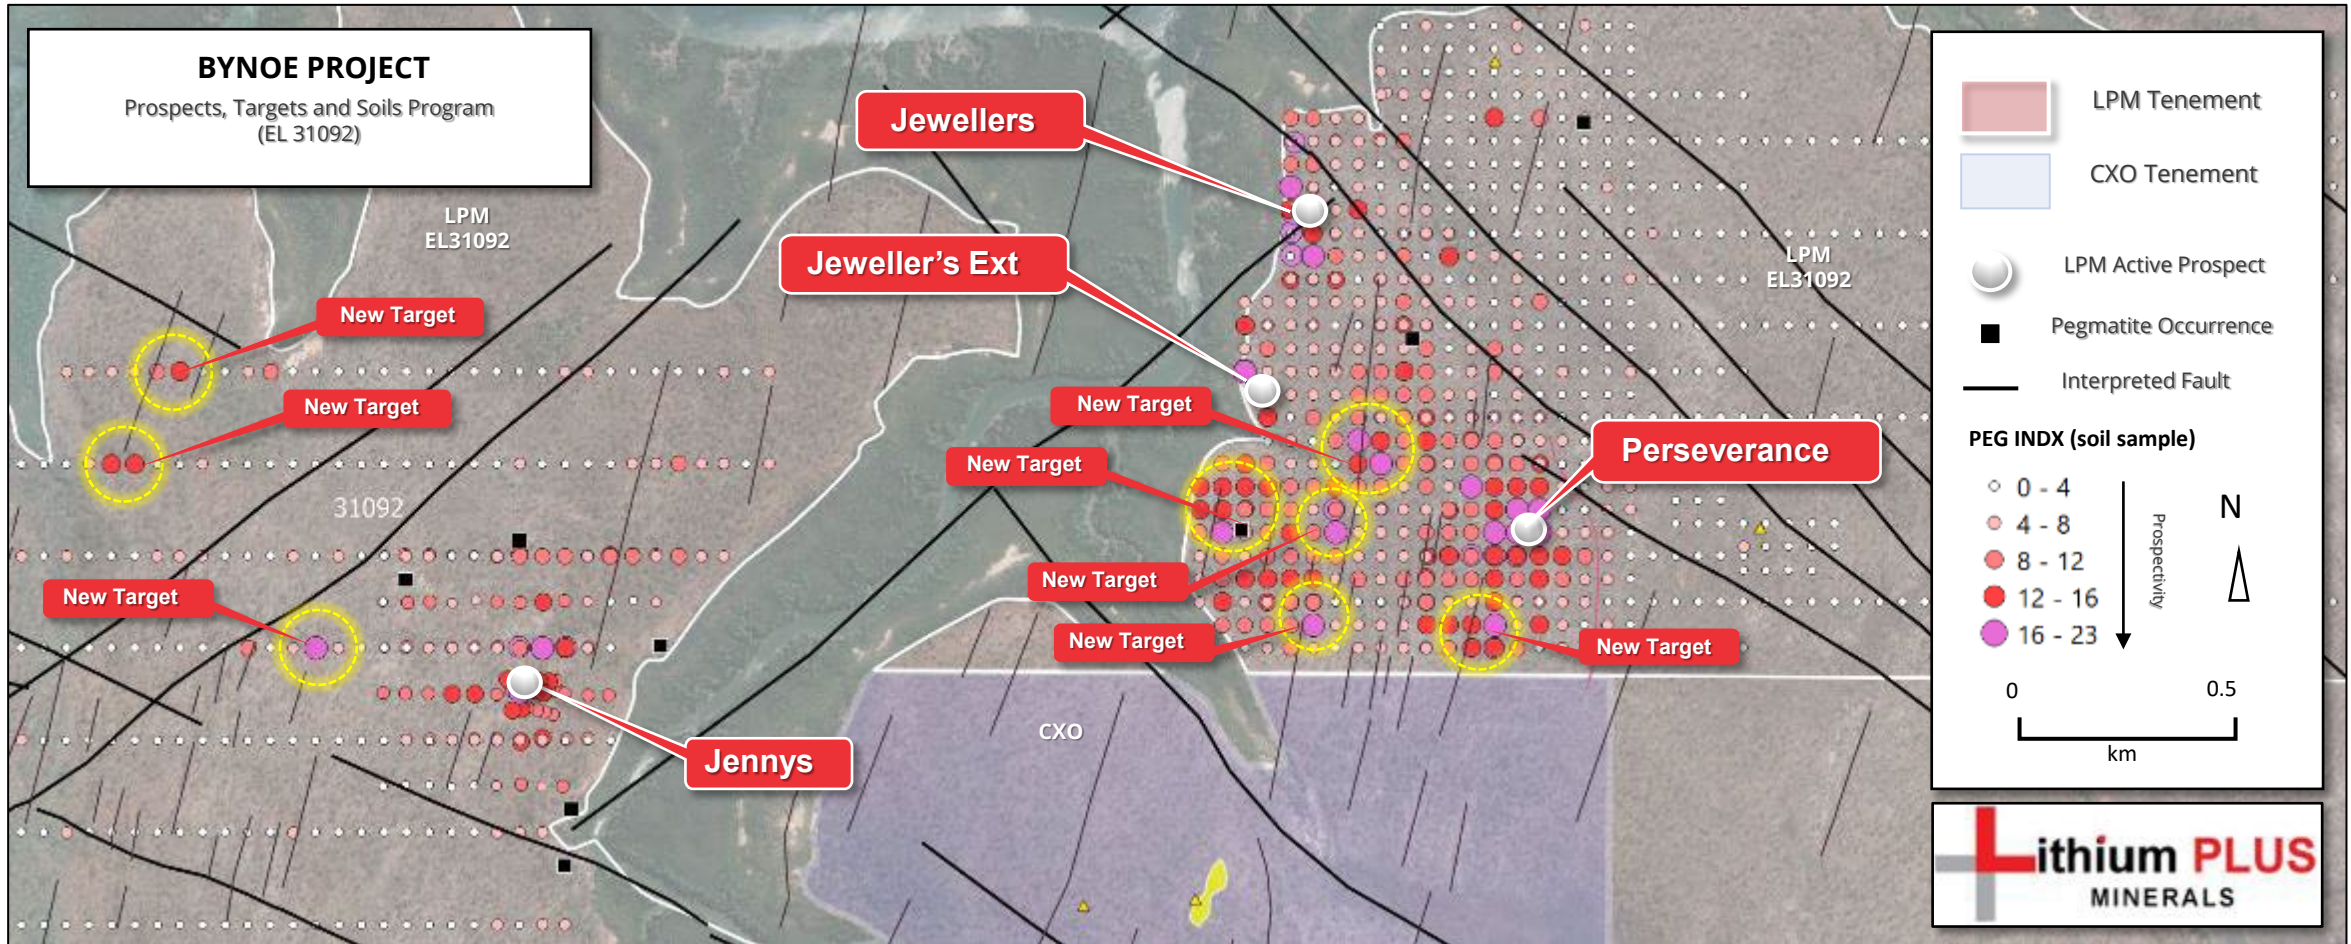 BYNOE PROJECT
Prospects, Targets and Soils Program
(EL 31092)
LPM
EL31092
Jewellers
Jeweller's Ext
New Target
New Target
New Target
New Target
31092
Perseverance
New Target
New Target
New Target
New Target
Jennys
CXO
LPM
EL31092
LPM Tenement
CXO Tenement
LPM Active Prospect
Pegmatite Occurrence
Interpreted Fault
PEG INDX (soil sample)
0 - 4
4 - 8
8 - 12
12 - 16
16 - 23
Prospectivity
N
0 0.5
km
Lithium PLUS
MINERALS